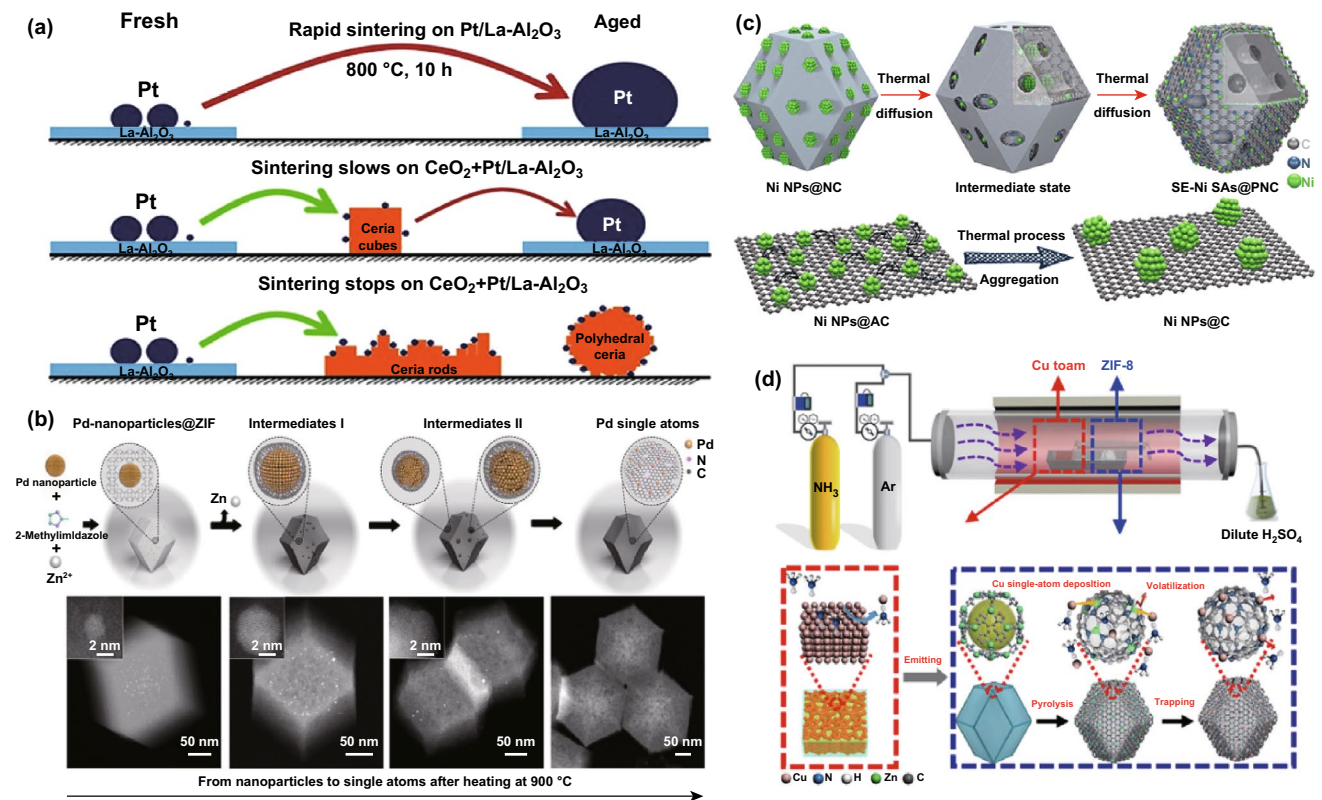 (a)
Fresh
Aged
Rapid sintering on Pt/La-Al₂O₃
800 °C, 10 h
Pt
Pt
La-Al₂O₃
La-Al₂O₃
Sintering slows on CeO₂+Pt/La-Al₂O₃
Pt
Ceria
cubes
Pt
La-Al₂O₃
La-Al₂O₃
Sintering stops on CeO₂+Pt/La-Al₂O₃
Pt
La-Al₂O₃
Ceria rods
Polyhedral
ceria
(b)
Pd-nanoparticles@ZIF
Intermediates I
Intermediates II
Pd single atoms
Pd
N
C
Pd nanoparticle
+
2-Methylimldazole
+
Zn²⁺
Zn
2 nm
2 nm
2 nm
50 nm
50 nm
50 nm
50 nm
From nanoparticles to single atoms after heating at 900 °C
(c)
Thermal
diffusion
Thermal
diffusion
C
N
Ni
Ni NPs@NC
Intermediate state
SE-Ni SAs@PNC
Thermal process
Aggregation
Ni NPs@AC
Ni NPs@C
(d)
Cu toam
ZIF-8
NH₃
Ar
Dilute H₂SO₄
Emitting
Cu single-atom deposltlon
Volatilization
Pyrolysis
Trapping
Cu N H Zn C